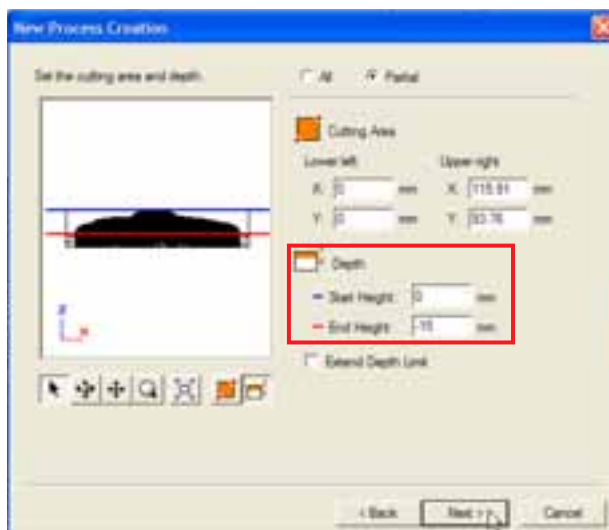 New Process Creation
Set the cutting area and depth.
All Partial
Cutting Area
Lower left Upper right
X: 0 mm X: 115.91 mm
Y: 0 mm Y: 93.76 mm
Depth
Start Height: 0 mm
End Height: -15 mm
Extend Depth Limit
Z
X
< Back Next > Cancel